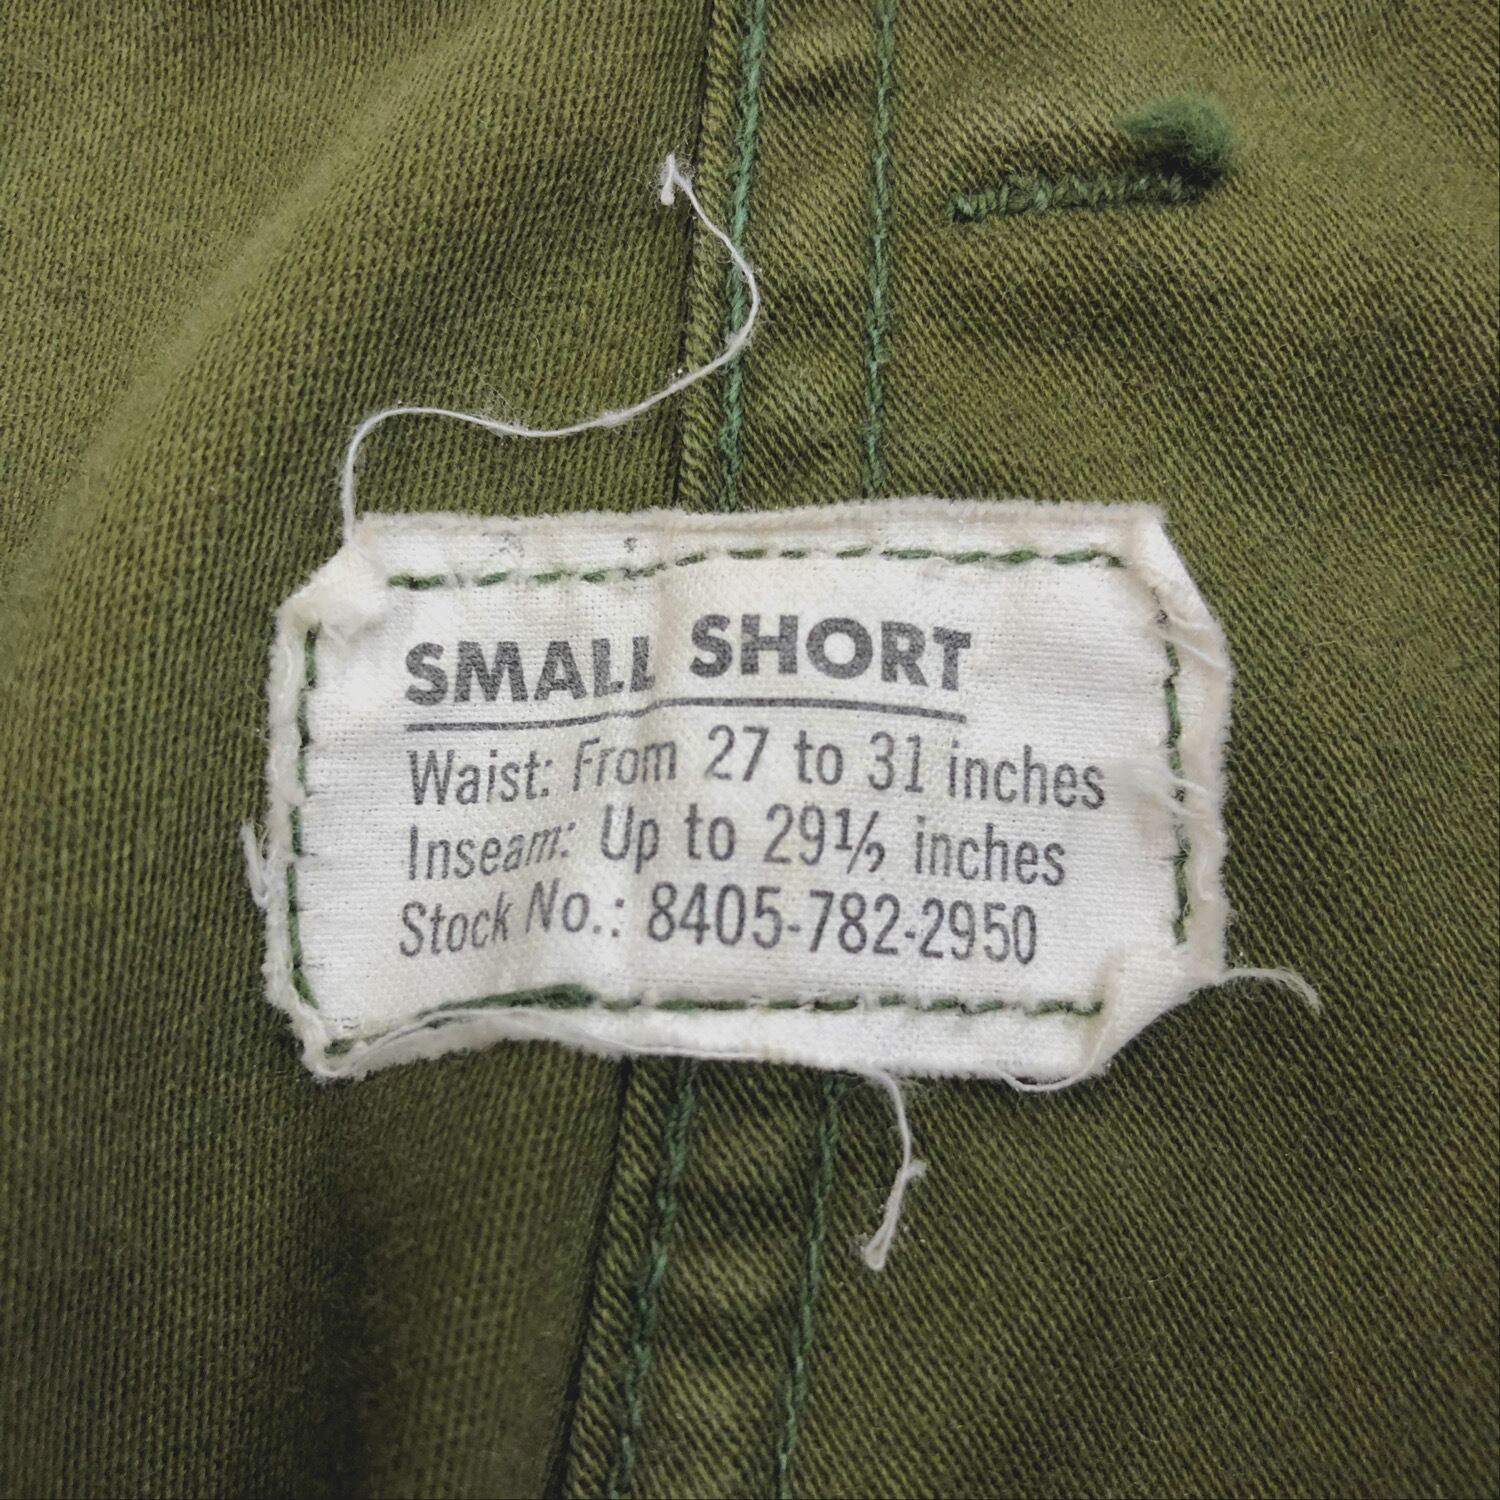 SMALL SHORT
Waist: From 27 to 31 inches
Inseam: Up to 29½ inches
Stock No.: 8405-782-2950